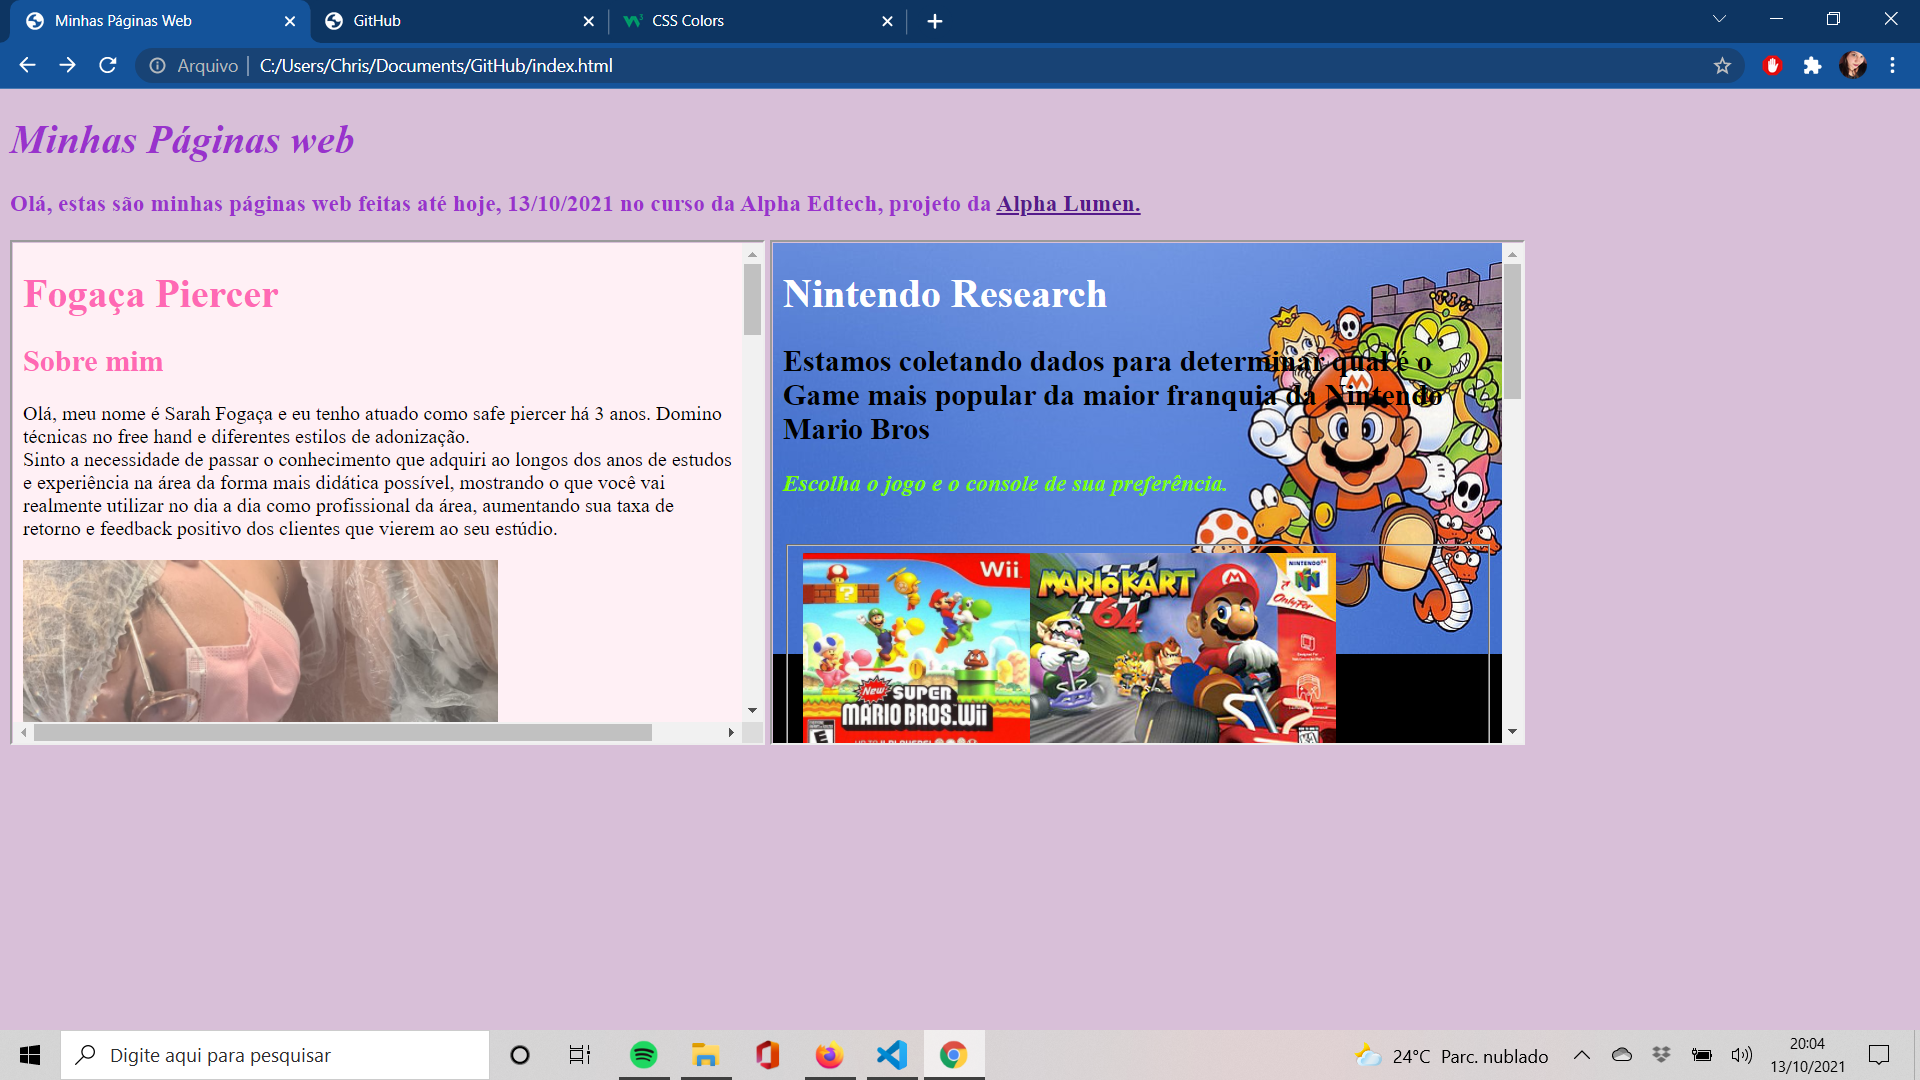 Minhas Páginas Web
GitHub
CSS Colors
Arquivo
C:/Users/Chris/Documents/GitHub/index.html
Minhas Páginas web
Olá, estas são minhas páginas web feitas até hoje, 13/10/2021 no curso da Alpha Edtech, projeto da Alpha Lumen.
Fogaça Piercer
Sobre mim
Olá, meu nome é Sarah Fogaça e eu tenho atuado como safe piercer há 3 anos. Domino
técnicas no free hand e diferentes estilos de adonização.
Sinto a necessidade de passar o conhecimento que adquiri ao longos dos anos de estudos
e experiência na área da forma mais didática possível, mostrando o que você vai
realmente utilizar no dia a dia como profissional da área, aumentando sua taxa de
retorno e feedback positivo dos clientes que vierem ao seu estúdio.
Nintendo Research
Estamos coletando dados para determinar qual é o
Game mais popular da maior franquia da Nintendo
Mario Bros
Escolha o jogo e o console de sua preferência.
Wii
New SUPER
MARIO BROS.Wii
E
MARIOKART
64
NINTENDO 64
N64
Only For
Digite aqui para pesquisar
24°C Parc. nublado
20:04
13/10/2021